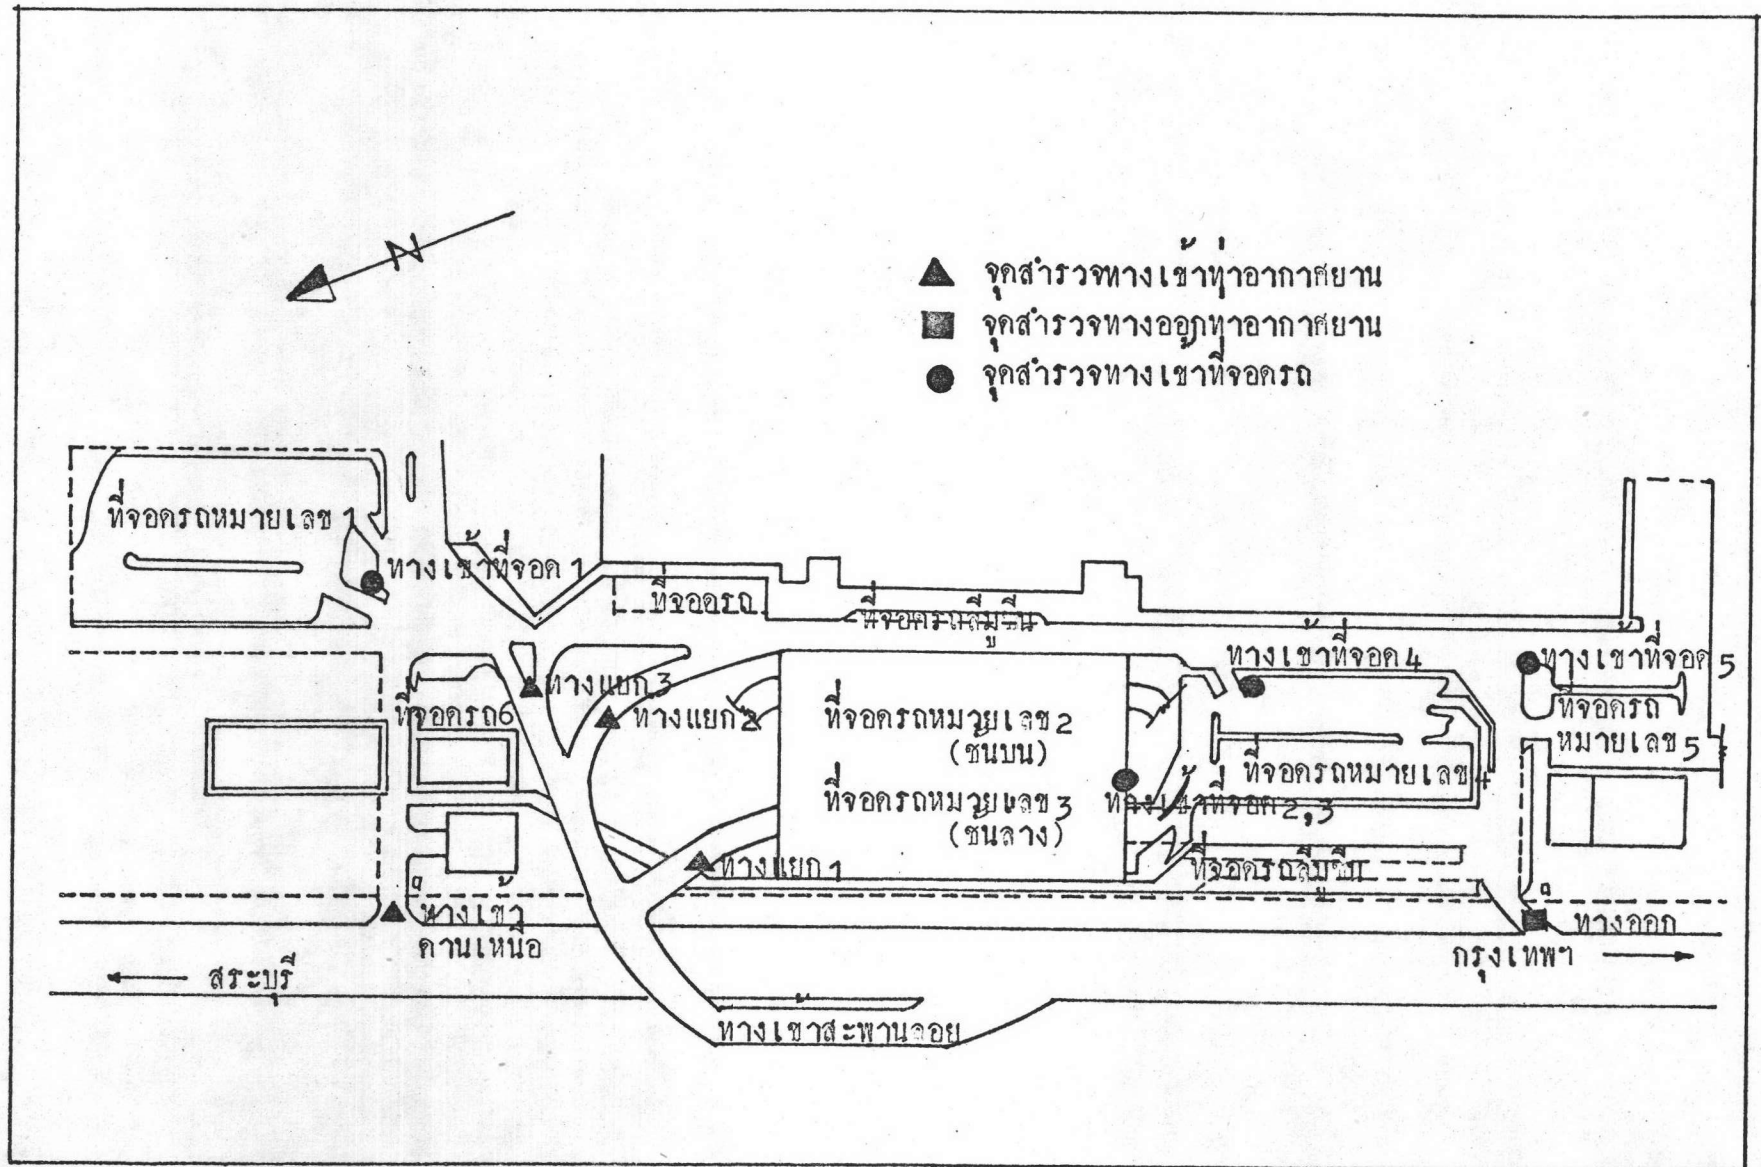 N
จุดสำรวจทางเข้าท่าอากาศยาน
จุดสำรวจทางออกท่าอากาศยาน
จุดสำรวจทางเข้าที่จอดรถ
ที่จอดรถหมายเลข 1
ทางเข้าที่จอด 1
ที่จอดรถ
ที่จอดรถลีมูซีน
ทางเข้าที่จอด 4
ทางเข้าที่จอด 5
ทางแยก 3
ที่จอดรถ6
ทางแยก 2
ที่จอดรถหมวยเลข 2
(ชั้นบน)
ที่จอดรถหมวยเลข 3
(ชั้นลาง)
ที่จอดรถ
หมายเลข 5
ที่จอดรถหมายเลข 4
ทางเข้าที่จอด 2,3
ทางแยก 1
ที่จอดรถลีมูซีน
ทางเข้า
ดานเหนือ
ทางออก
กรุงเทพฯ
สระบุรี
ทางเข้าสะพานลอย